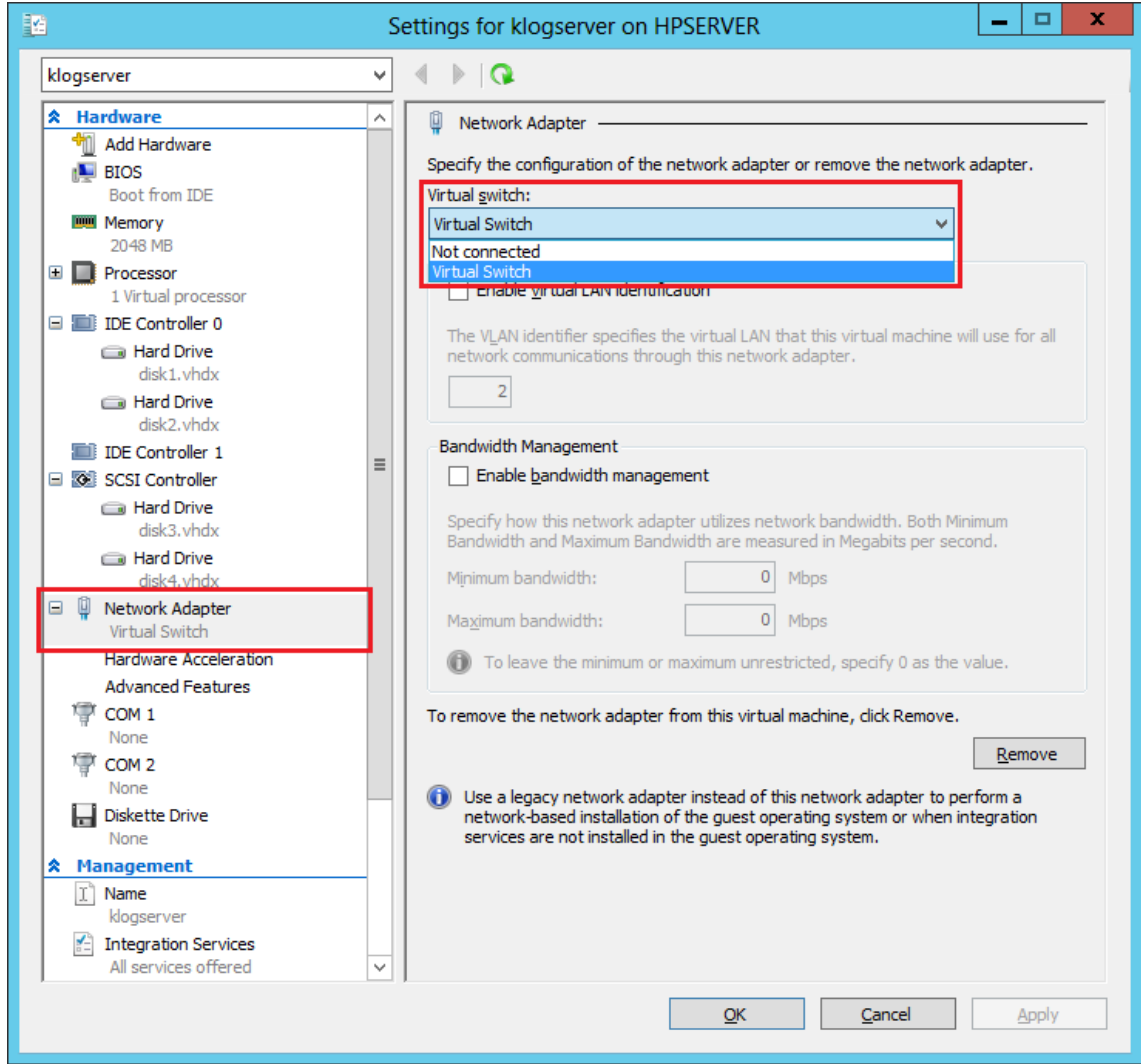 Settings for klogserver on HPSERVER
klogserver
Hardware
Add Hardware
BIOS
Boot from IDE
Memory
2048 MB
Processor
1 Virtual processor
IDE Controller 0
Hard Drive
disk1.vhdx
Hard Drive
disk2.vhdx
IDE Controller 1
SCSI Controller
Hard Drive
disk3.vhdx
Hard Drive
disk4.vhdx
Network Adapter
Virtual Switch
Hardware Acceleration
Advanced Features
COM 1
None
COM 2
None
Diskette Drive
None
Management
Name
klogserver
Integration Services
All services offered
Network Adapter
Specify the configuration of the network adapter or remove the network adapter.
Virtual switch:
Virtual Switch
Not connected
Virtual Switch
Enable virtual LAN identification
The VLAN identifier specifies the virtual LAN that this virtual machine will use for all
network communications through this network adapter.
2
Bandwidth Management
Enable bandwidth management
Specify how this network adapter utilizes network bandwidth. Both Minimum
Bandwidth and Maximum Bandwidth are measured in Megabits per second.
Minimum bandwidth: 0 Mbps
Maximum bandwidth: 0 Mbps
To leave the minimum or maximum unrestricted, specify 0 as the value.
To remove the network adapter from this virtual machine, click Remove.
Remove
Use a legacy network adapter instead of this network adapter to perform a
network-based installation of the guest operating system or when integration
services are not installed in the guest operating system.
OK Cancel Apply